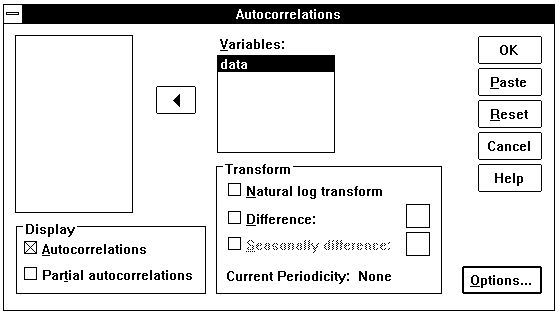 Autocorrelations
Variables:
data
OK
Paste
Reset
Cancel
Help
Transform
Natural log transform
Difference:
Seasonally difference:
Current Periodicity: None
Display
Autocorrelations
Partial autocorrelations
Options...